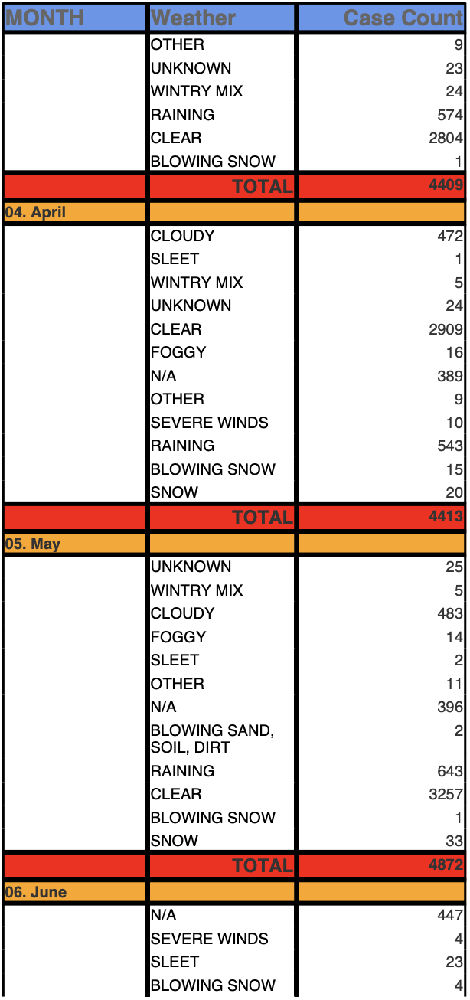 MONTH Weather Case Count
OTHER 9
UNKNOWN 23
WINTRY MIX 24
RAINING 574
CLEAR 2804
BLOWING SNOW 1
TOTAL 4409
04. April
CLOUDY 472
SLEET 1
WINTRY MIX 5
UNKNOWN 24
CLEAR 2909
FOGGY 16
N/A 389
OTHER 9
SEVERE WINDS 10
RAINING 543
BLOWING SNOW 15
SNOW 20
TOTAL 4413
05. May
UNKNOWN 25
WINTRY MIX 5
CLOUDY 483
FOGGY 14
SLEET 2
OTHER 11
N/A 396
BLOWING SAND, 2
SOIL, DIRT
RAINING 643
CLEAR 3257
BLOWING SNOW 1
SNOW 33
TOTAL 4872
06. June
N/A 447
SEVERE WINDS 4
SLEET 23
BLOWING SNOW 4